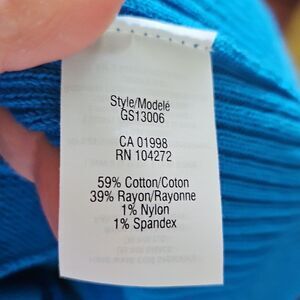 Style/Modelé
GS13006
CA 01998
RN 104272
59% Cotton/Coton
39% Rayon/Rayonne
1% Nylon
1% Spandex